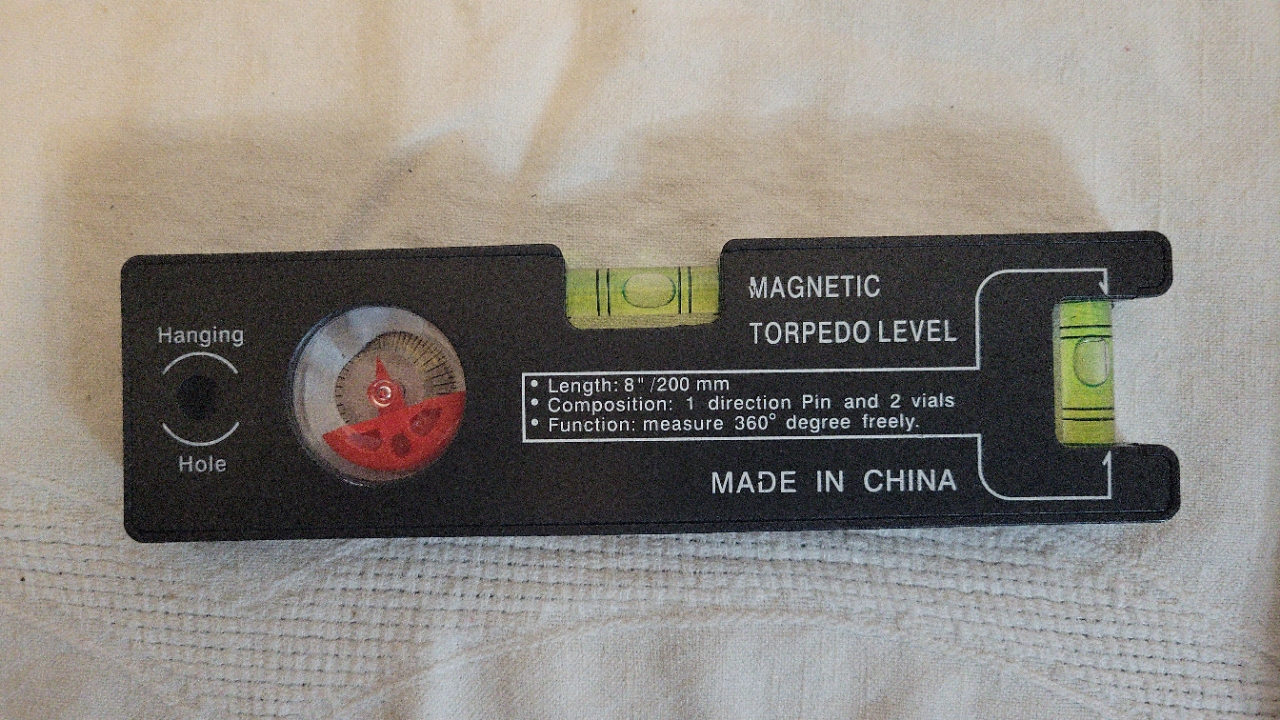 Hanging
Hole
MAGNETIC
TORPEDO LEVEL
• Length: 8" /200 mm
• Composition: 1 direction Pin and 2 vials
• Function: measure 360° degree freely.
MADE IN CHINA